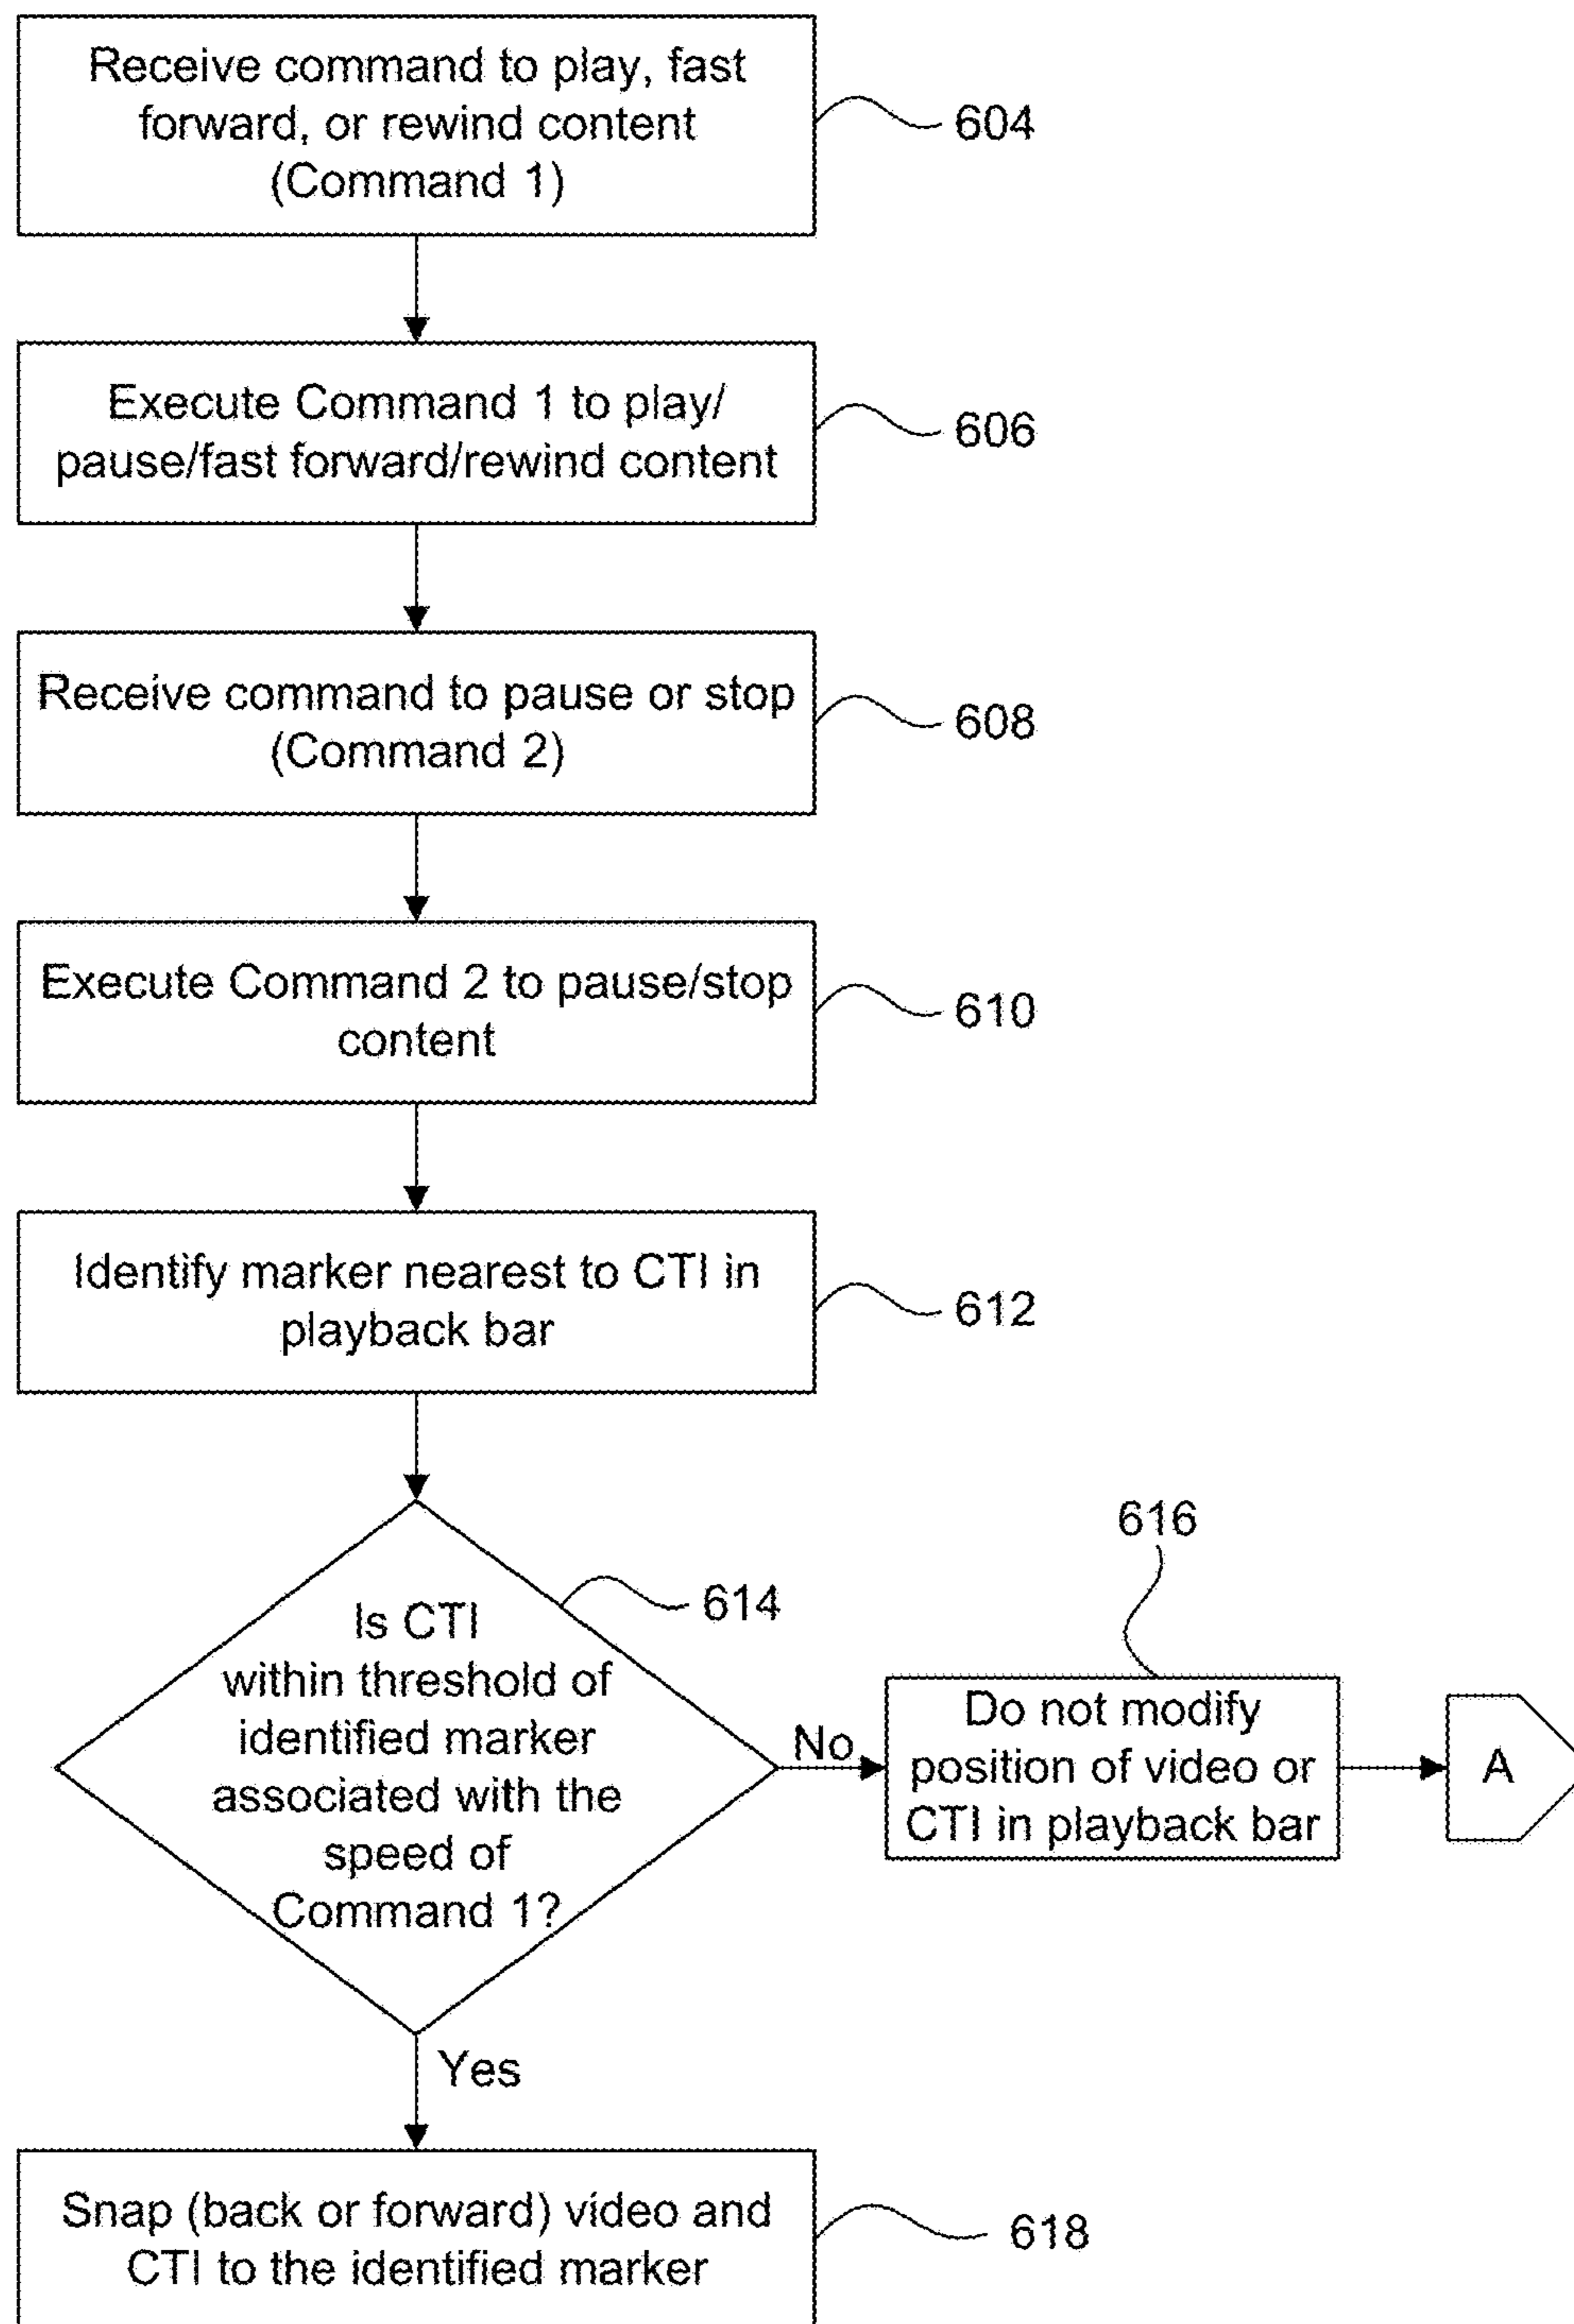 Receive command to play, fast
forward, or rewind content
(Command 1)
604
Execute Command 1 to play/
pause/fast forward/rewind content
606
Receive command to pause or stop
(Command 2)
608
Execute Command 2 to pause/stop
content
610
Identify marker nearest to CTI in
playback bar
612
Is CTI
within threshold of
identified marker
associated with the
speed of
Command 1?
614
No
616
Do not modify
position of video or
CTI in playback bar
A
Yes
Snap (back or forward) video and
CTI to the identified marker
618